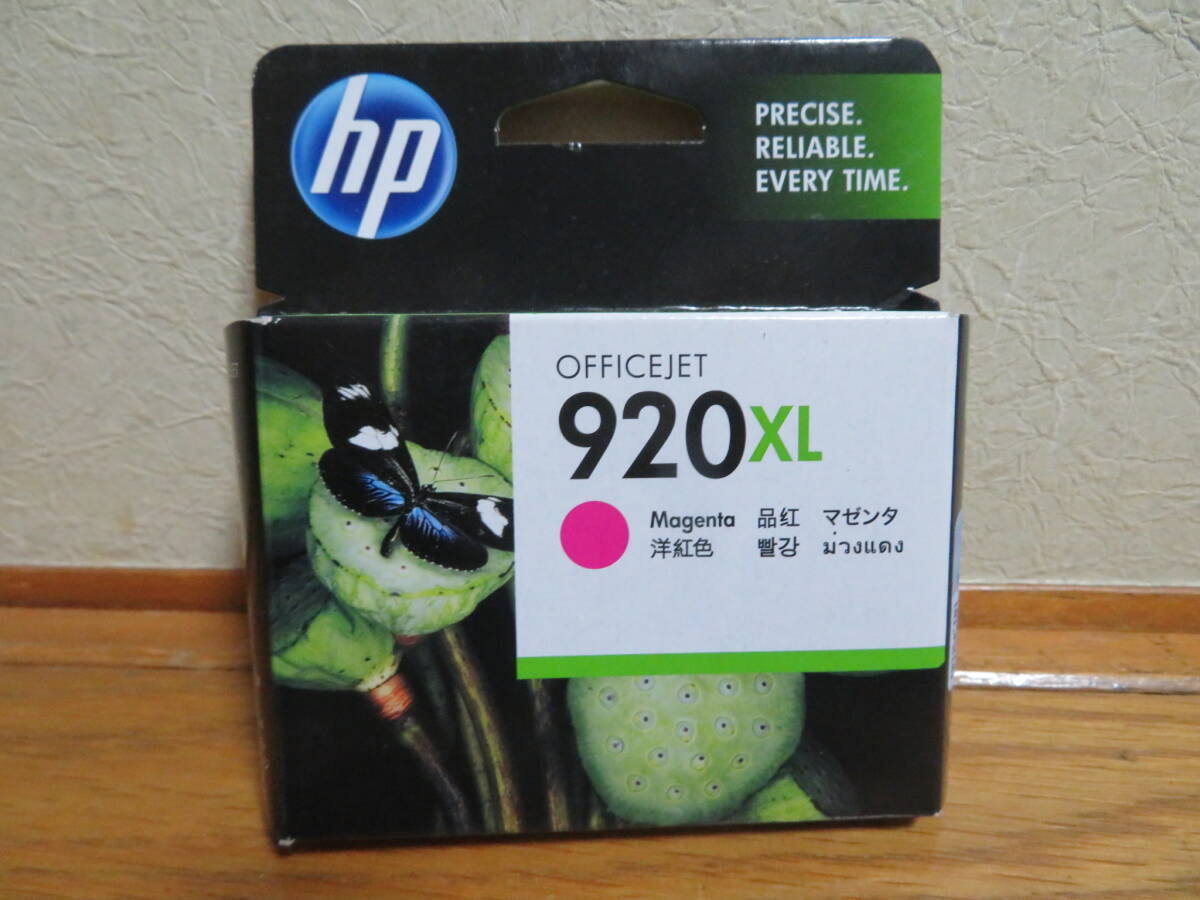 hp
PRECISE.
RELIABLE.
EVERY TIME.
OFFICEJET
920XL
Magenta 品红 マゼンタ
洋紅色 빨강 ม่วงแดง